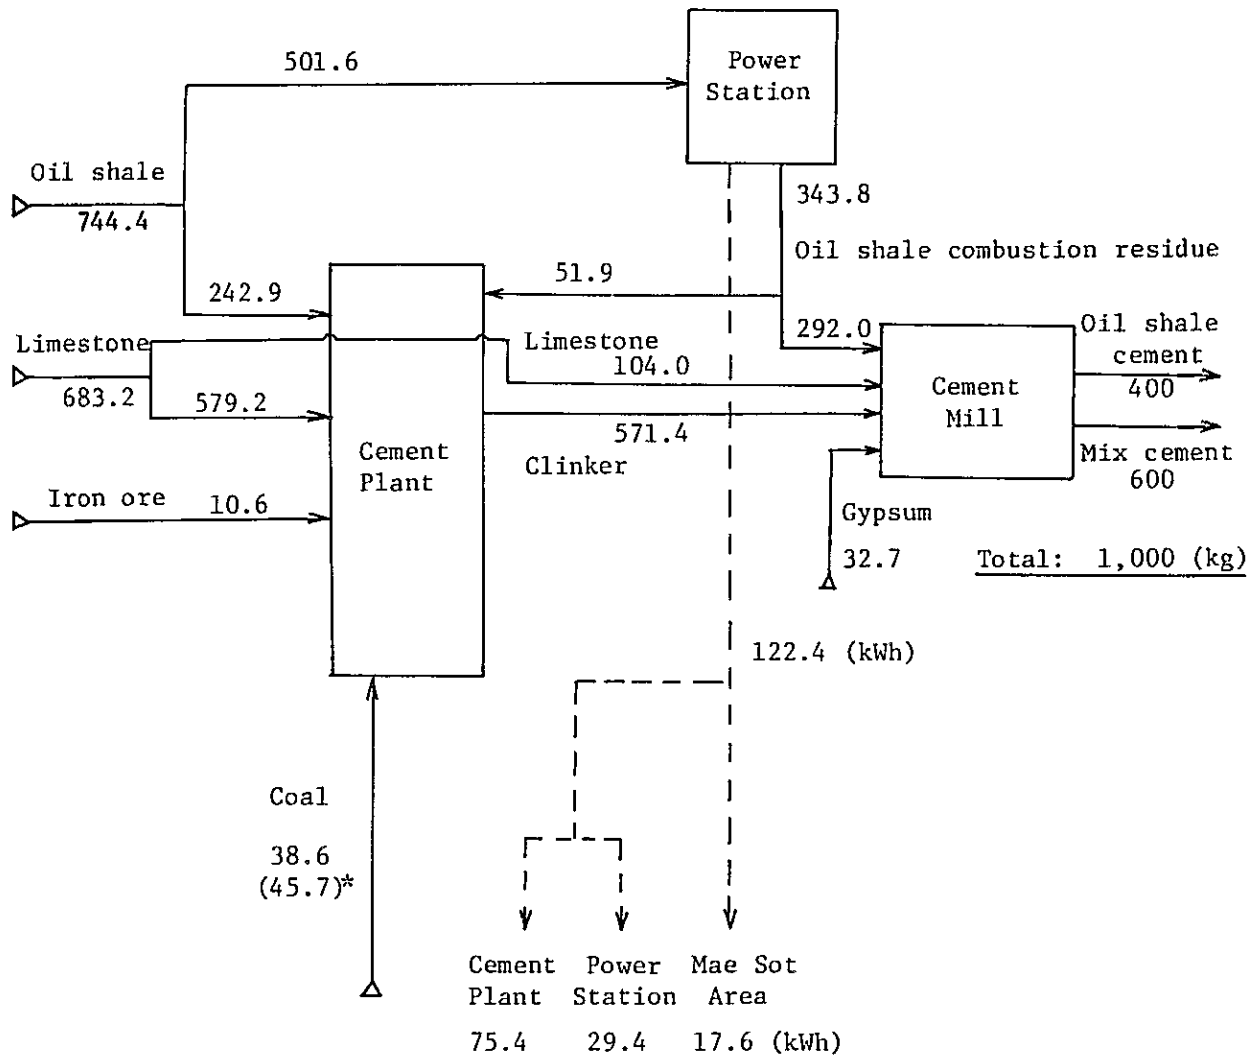 501.6
Power
Station
Oil shale
744.4
343.8
Oil shale combustion residue
51.9
242.9
292.0
Oil shale
cement
400
Limestone
683.2
Limestone
104.0
579.2
571.4
Clinker
Cement
Mill
Mix cement
600
Cement
Plant
Iron ore
10.6
Gypsum
32.7
Total: 1,000 (kg)
122.4 (kWh)
Coal
38.6
(45.7)*
Cement
Plant
75.4
Power
Station
29.4
Mae Sot
Area
17.6 (kWh)